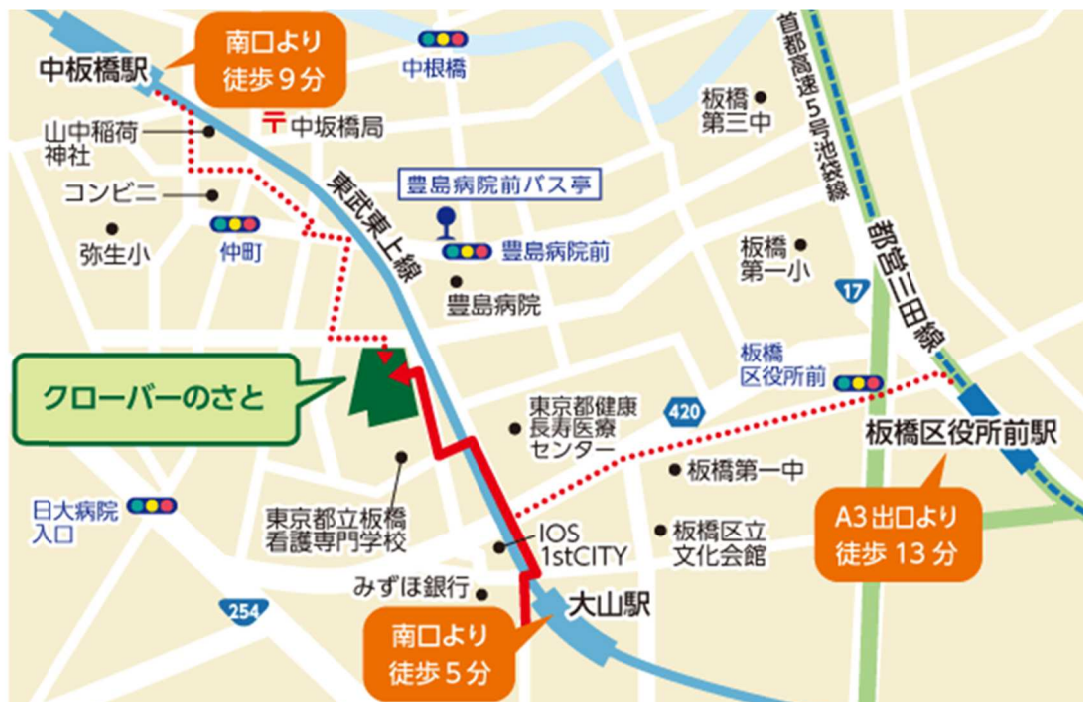 南口より
徒歩9分
中板橋駅
中根橋
首都高速5号池袋線
板橋
第三中
山中稲荷
神社
〒中坂橋局
コンビニ
豊島病院前バス亭
東武東上線
弥生小
仲町
豊島病院前
板橋
第一小
都営三田線
豊島病院
17
クローバーのさと
板橋
区役所前
東京都健康
長寿医療
センター
420
板橋区役所前駅
板橋第一中
日大病院
入口
東京都立板橋
看護専門学校
IOS
1stCITY
板橋区立
文化会館
A3出口より
徒歩13分
みずほ銀行
大山駅
254
南口より
徒歩5分